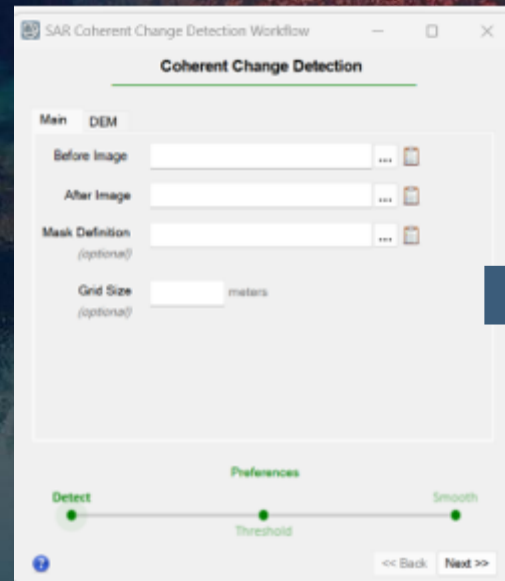 SAR Coherent Change Detection Workflow
Coherent Change Detection
Main DEM
Before Image ...
After Image ...
Mask Definition ...
(optional)
Grid Size meters
(optional)
Preferences
Detect Smooth
Threshold
? << Back Next >>